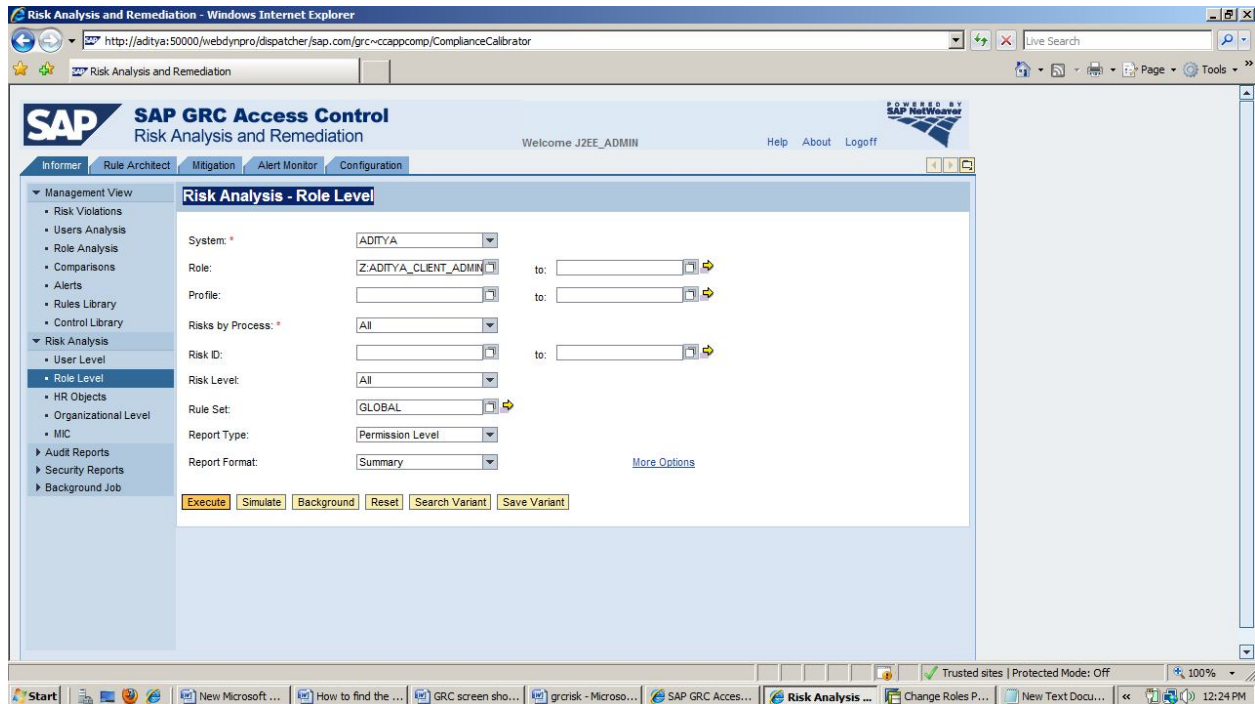 Risk Analysis and Remediation - Windows Internet Explorer
http://aditya:50000/webdynpro/dispatcher/sap.com/grc~ccappcomp/ComplianceCalibrator
Live Search
Risk Analysis and Remediation
Page Tools »
SAP
SAP GRC Access Control
Risk Analysis and Remediation
Welcome J2EE_ADMIN
Help About Logoff
POWERED BY
SAP NetWeaver
Informer Rule Architect Mitigation Alert Monitor Configuration
Management View
Risk Violations
Users Analysis
Role Analysis
Comparisons
Alerts
Rules Library
Control Library
Risk Analysis
User Level
Role Level
HR Objects
Organizational Level
MIC
Audit Reports
Security Reports
Background Job
Risk Analysis - Role Level
System: * ADITYA
Role: Z:ADITYA_CLIENT_ADMIN to:
Profile: to:
Risks by Process: * All
Risk ID: to:
Risk Level: All
Rule Set: GLOBAL
Report Type: Permission Level
Report Format: Summary More Options
Execute Simulate Background Reset Search Variant Save Variant
Trusted sites | Protected Mode: Off 100%
Start New Microsoft ... How to find the ... GRC screen sho... grcrisk - Microso... SAP GRC Acces... Risk Analysis ... Change Roles P... New Text Docu... « 12:24 PM